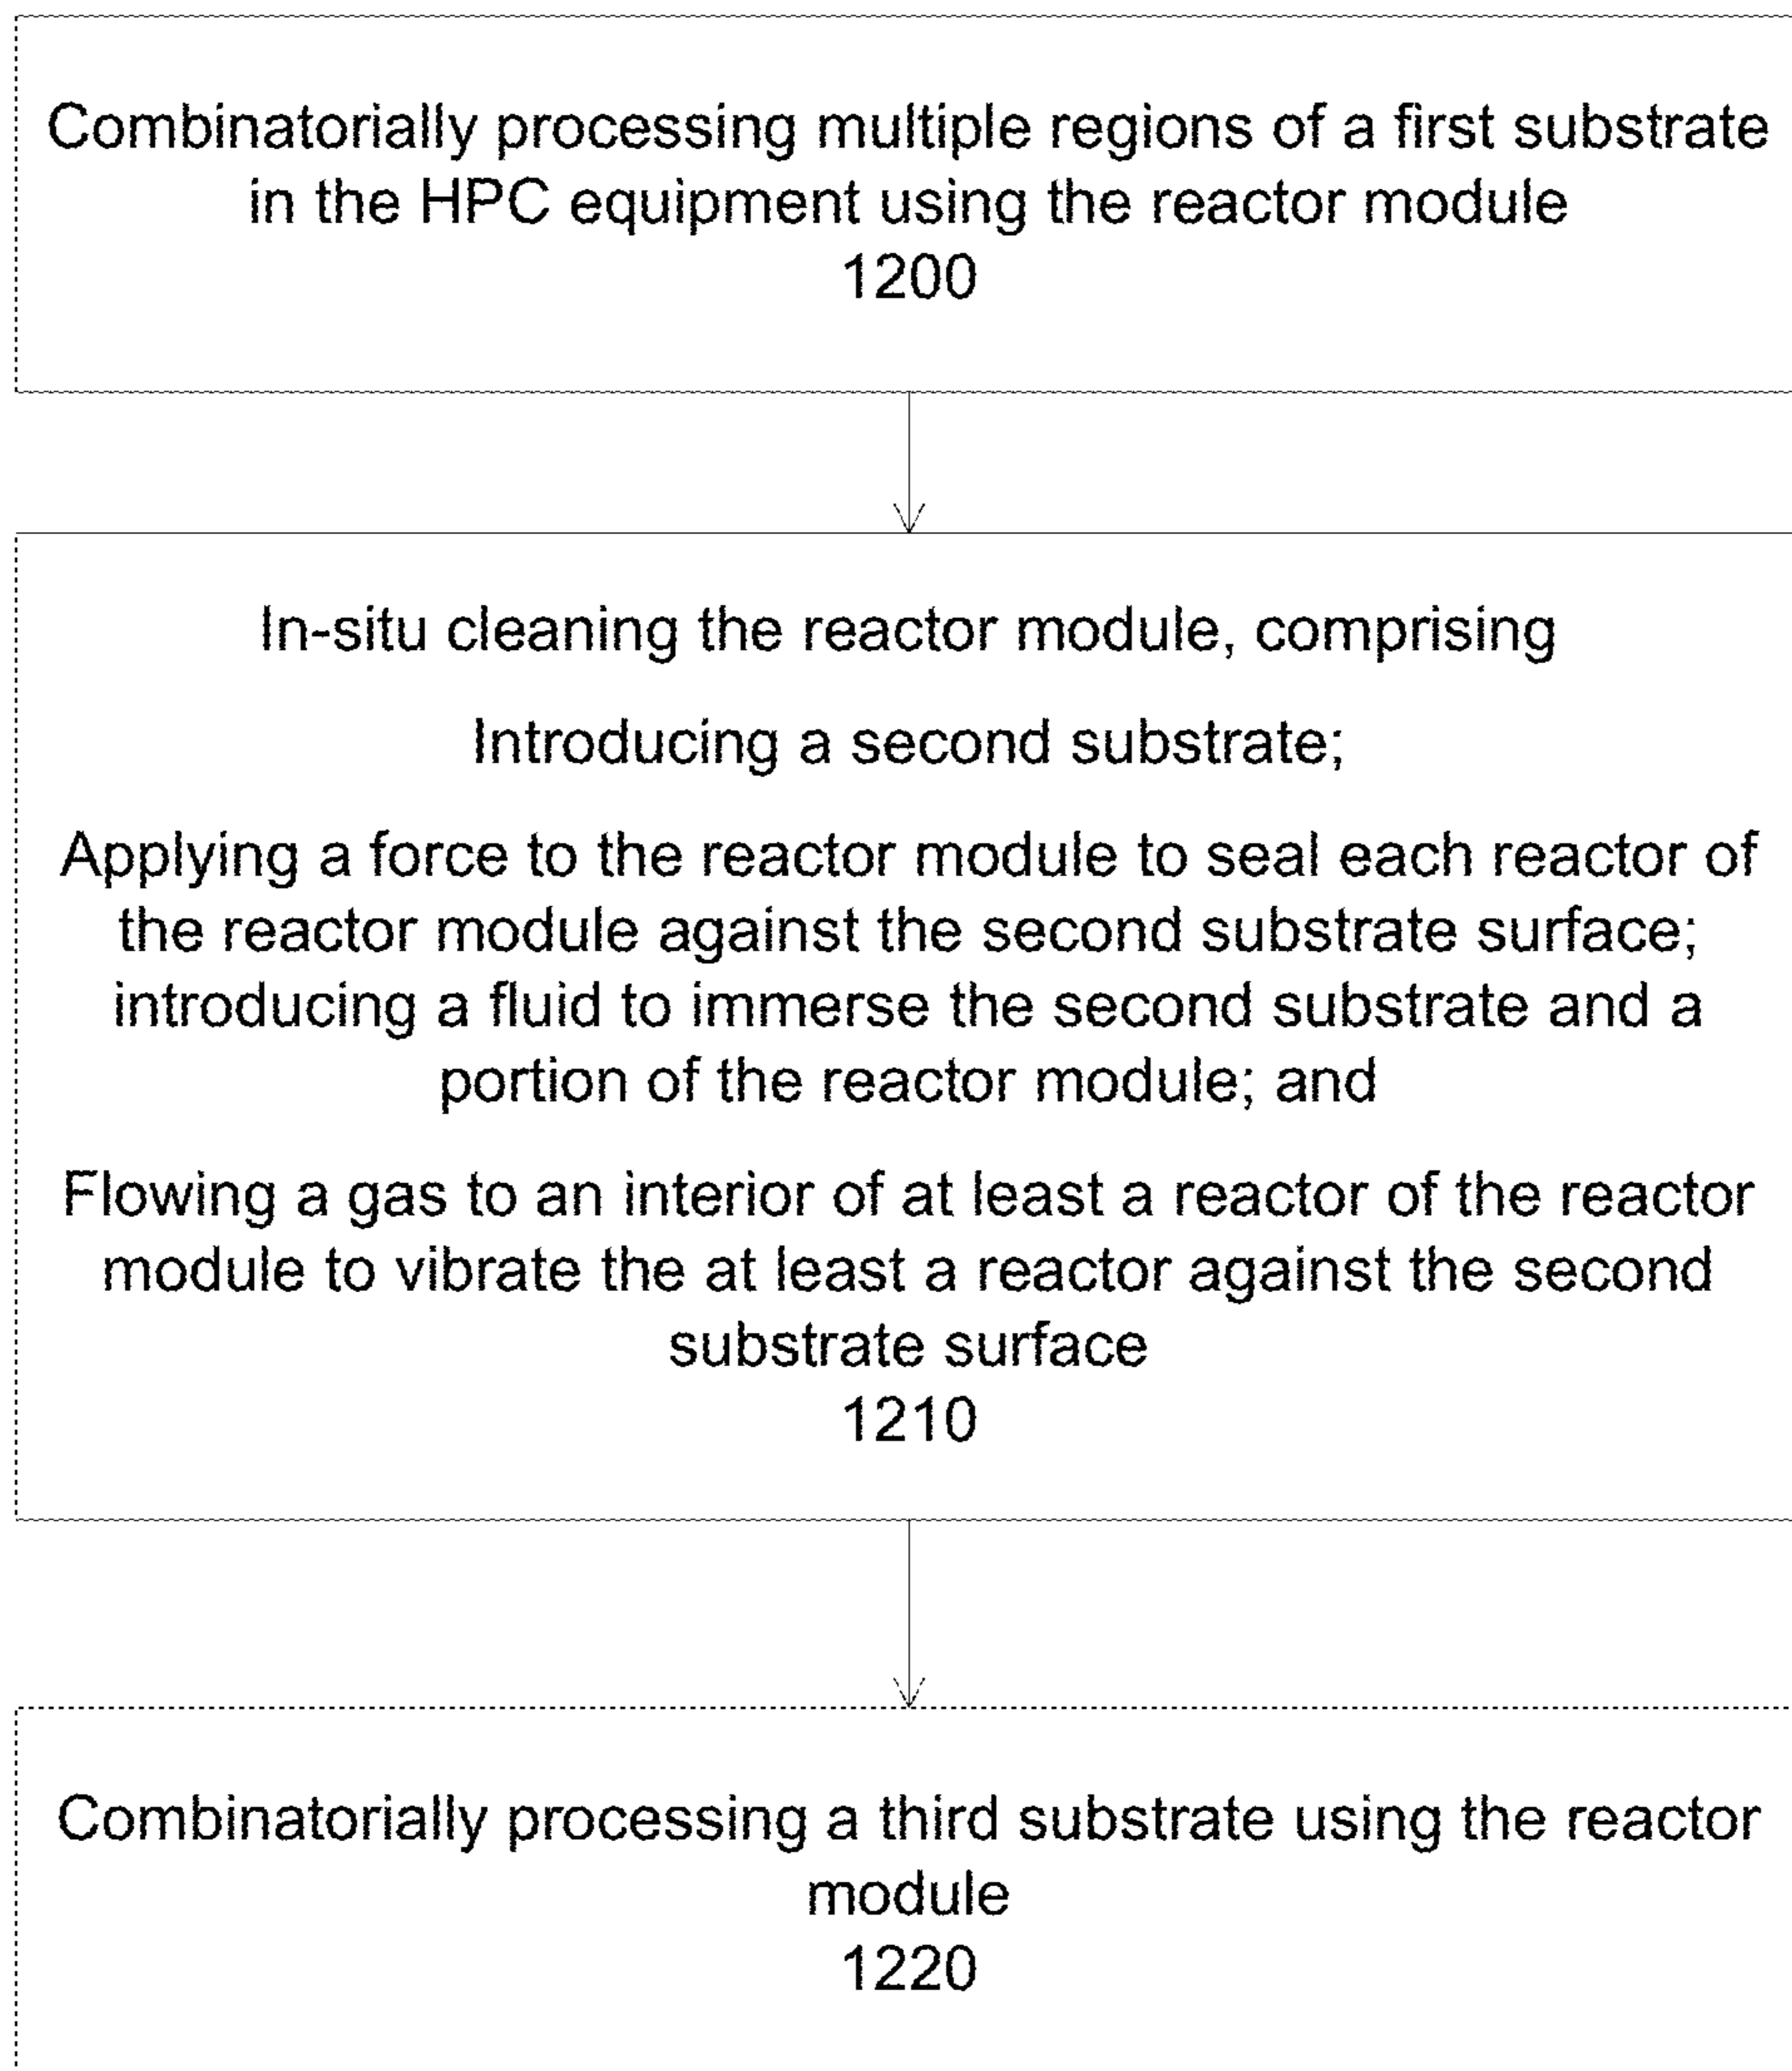 Combinatorially processing multiple regions of a first substrate
in the HPC equipment using the reactor module
1200
In-situ cleaning the reactor module, comprising
Introducing a second substrate;
Applying a force to the reactor module to seal each reactor of
the reactor module against the second substrate surface;
introducing a fluid to immerse the second substrate and a
portion of the reactor module; and
Flowing a gas to an interior of at least a reactor of the reactor
module to vibrate the at least a reactor against the second
substrate surface
1210
Combinatorially processing a third substrate using the reactor
module
1220